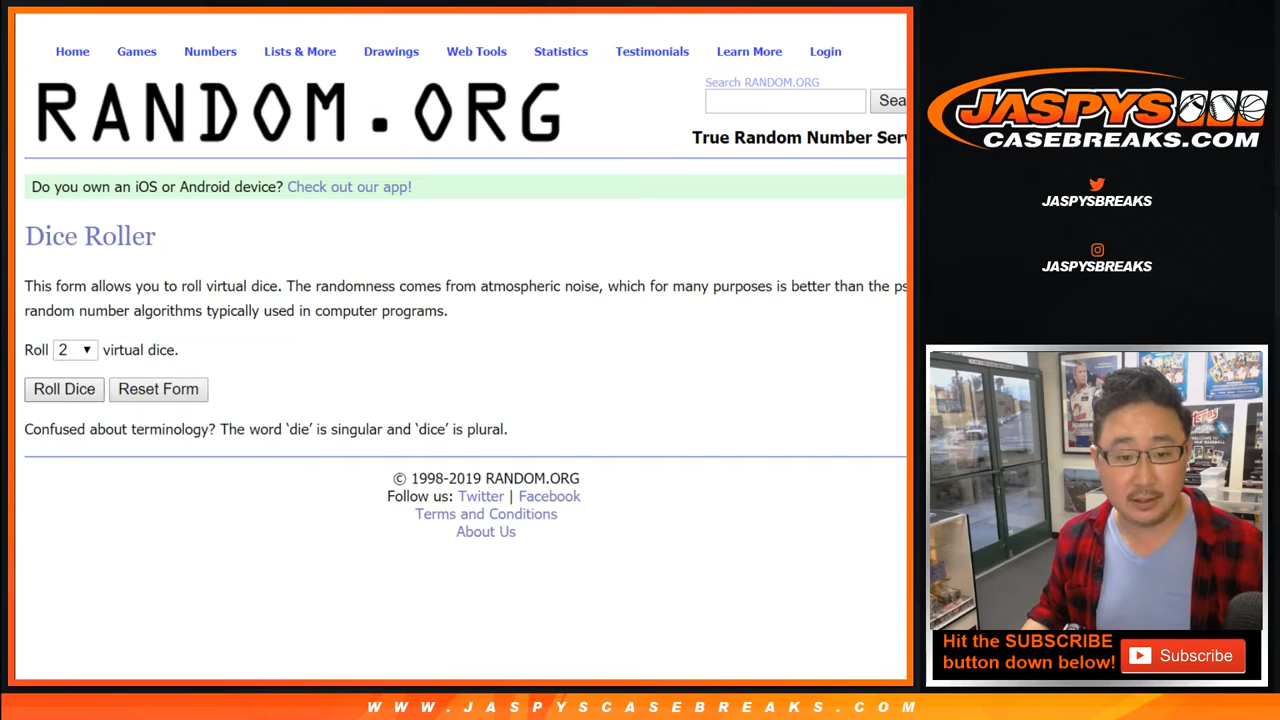 Home Games Numbers Lists & More Drawings Web Tools Statistics Testimonials Learn More Login
RANDOM.ORG
Search RANDOM.ORG
Sea
True Random Number Serv
Do you own an iOS or Android device? Check out our app!
Dice Roller
This form allows you to roll virtual dice. The randomness comes from atmospheric noise, which for many purposes is better than the ps
random number algorithms typically used in computer programs.
Roll 2 virtual dice.
Roll Dice Reset Form
Confused about terminology? The word ‘die’ is singular and ‘dice’ is plural.
© 1998-2019 RANDOM.ORG
Follow us: Twitter | Facebook
Terms and Conditions
About Us
JASPYS
CASEBREAKS.COM
JASPYSBREAKS
JASPYSBREAKS
TOPPS
Hit the SUBSCRIBE
button down below!
Subscribe
WWW.JASPYSCASEBREAKS.COM